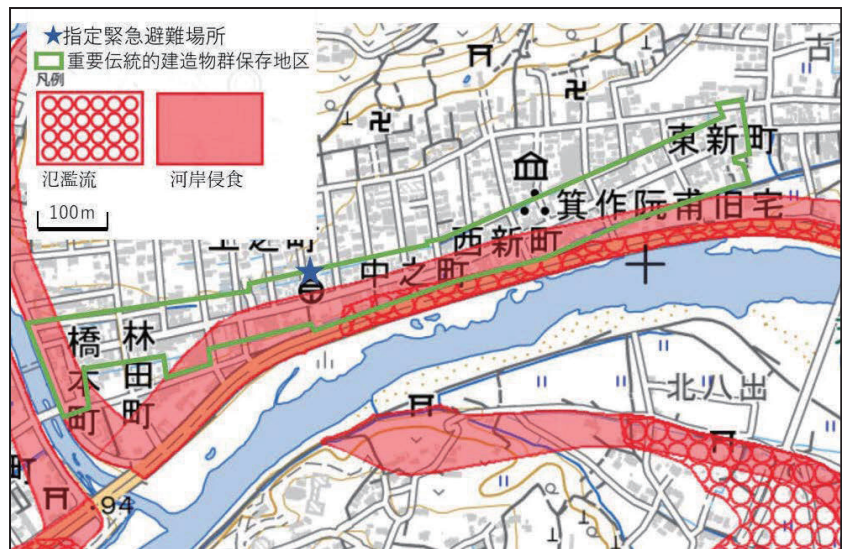 ★指定緊急避難場所
重要伝統的建造物群保存地区
凡例
氾濫流
河岸侵食
100m
古
東新町
箕作阮甫旧宅
西新町
上之町
中之町
橋本町
林田町
北八出
町
・94